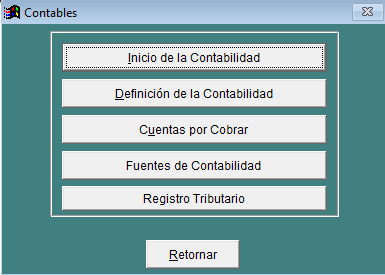 Contables
Inicio de la Contabilidad
Definición de la Contabilidad
Cuentas por Cobrar
Fuentes de Contabilidad
Registro Tributario
Retornar